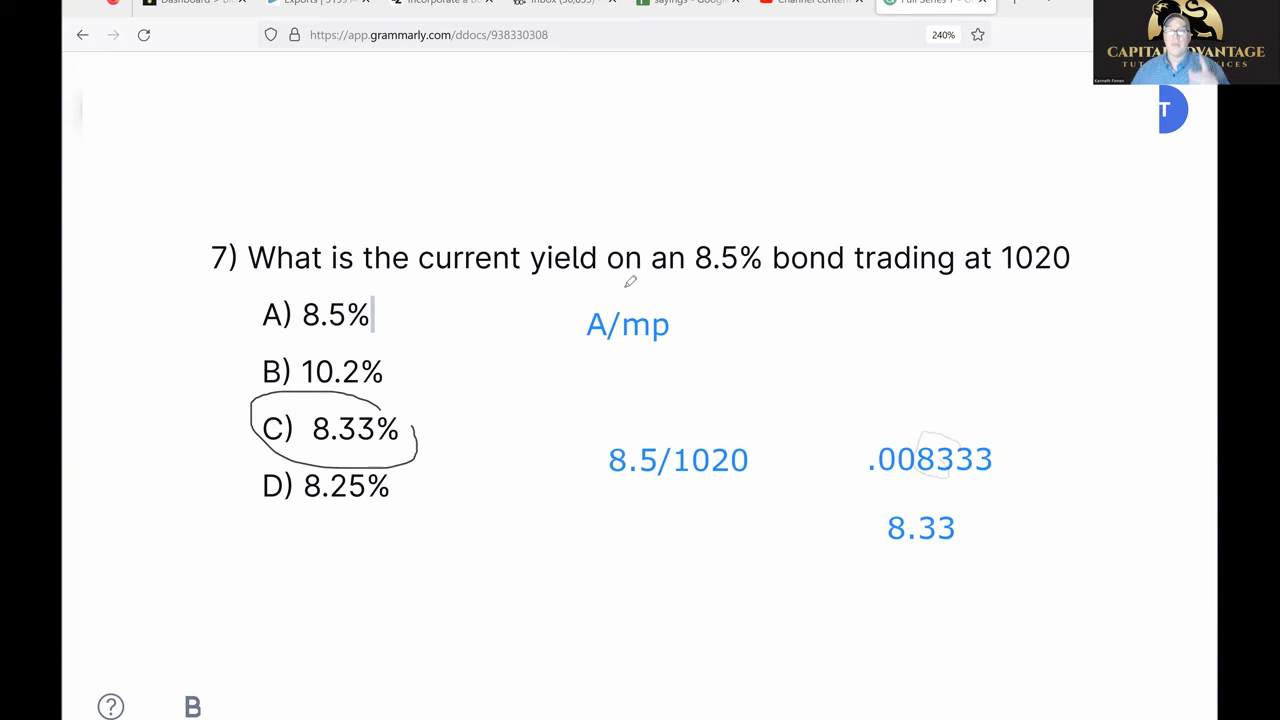 https://app.grammarly.com/ddocs/938330308
240%
CAPITAL ADVANTAGE
T
7) What is the current yield on an 8.5% bond trading at 1020
A) 8.5%
A/mp
B) 10.2%
C) 8.33%
8.5/1020
.008333
D) 8.25%
8.33
?
B